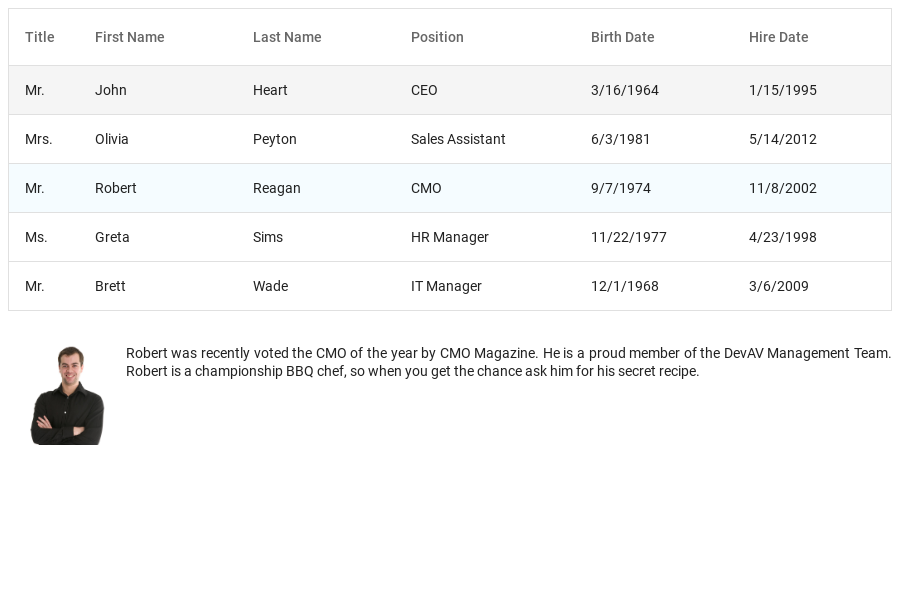 Title First Name Last Name Position Birth Date Hire Date
Mr. John Heart CEO 3/16/1964 1/15/1995
Mrs. Olivia Peyton Sales Assistant 6/3/1981 5/14/2012
Mr. Robert Reagan CMO 9/7/1974 11/8/2002
Ms. Greta Sims HR Manager 11/22/1977 4/23/1998
Mr. Brett Wade IT Manager 12/1/1968 3/6/2009
Robert was recently voted the CMO of the year by CMO Magazine. He is a proud member of the DevAV Management Team.
Robert is a championship BBQ chef, so when you get the chance ask him for his secret recipe.